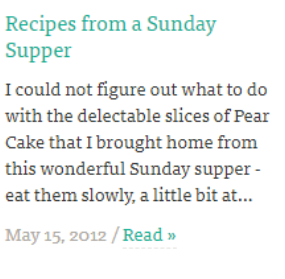 Recipes from a Sunday
Supper
I could not figure out what to do
with the delectable slices of Pear
Cake that I brought home from
this wonderful Sunday supper -
eat them slowly, a little bit at...
May 15, 2012 / Read »